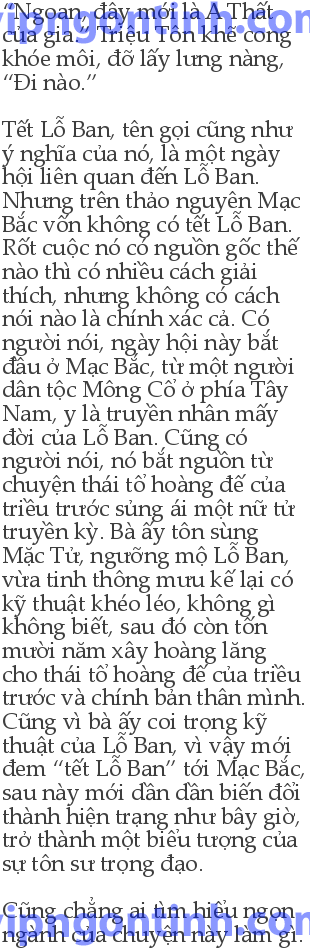 “Ngoan, đây mới là A Thất
của gia.” Triệu Tôn khẽ cong
khóe môi, đỡ lấy lưng nàng,
“Đi nào.”
Tết Lỗ Ban, tên gọi cũng như
ý nghĩa của nó, là một ngày
hội liên quan đến Lỗ Ban.
Nhưng trên thảo nguyên Mạc
Bắc vốn không có tết Lỗ Ban.
Rốt cuộc nó có nguồn gốc thế
nào thì có nhiều cách giải
thích, nhưng không có cách
nói nào là chính xác cả. Có
người nói, ngày hội này bắt
đầu ở Mạc Bắc, từ một người
dân tộc Mông Cổ ở phía Tây
Nam, y là truyền nhân mấy
đời của Lỗ Ban. Cũng có
người nói, nó bắt nguồn từ
chuyện thái tổ hoàng đế của
triều trước sủng ái một nữ tử
truyền kỳ. Bà ấy tôn sùng
Mặc Tử, ngưỡng mộ Lỗ Ban,
vừa tinh thông mưu kế lại có
kỹ thuật khéo léo, không gì
không biết, sau đó còn tốn
mười năm xây hoàng lăng
cho thái tổ hoàng đế của triều
trước và chính bản thân mình.
Cũng vì bà ấy coi trọng kỹ
thuật của Lỗ Ban, vì vậy mới
đem “tết Lỗ Ban” tới Mạc Bắc,
sau này mới dần dần biến đổi
thành hiện trạng như bây giờ,
trở thành một biểu tượng của
sự tôn sư trọng đạo.
Cũng chẳng ai tìm hiểu ngọn
ngành của chuyện này làm gì.
vipngontinh.com
vipngontinh.com